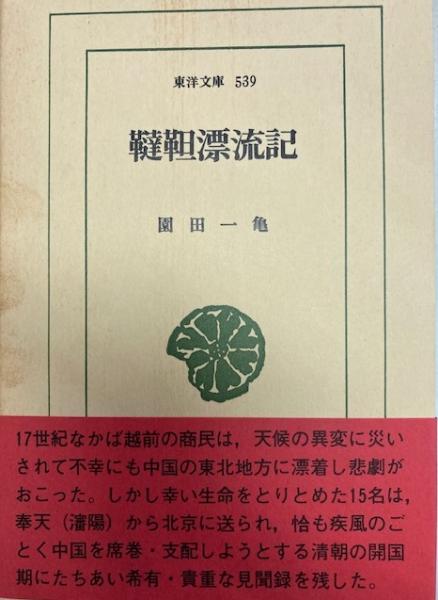 東洋文庫 539
韃靼漂流記
園田一亀
17世紀なかば越前の商民は，天候の異変に災い
されて不幸にも中国の東北地方に漂着し悲劇が
おこった。しかし幸い生命をとりとめた15名は，
奉天（瀋陽）から北京に送られ，恰も疾風のご
とく中国を席巻・支配しようとする清朝の開国
期にたちあい希有・貴重な見聞録を残した。